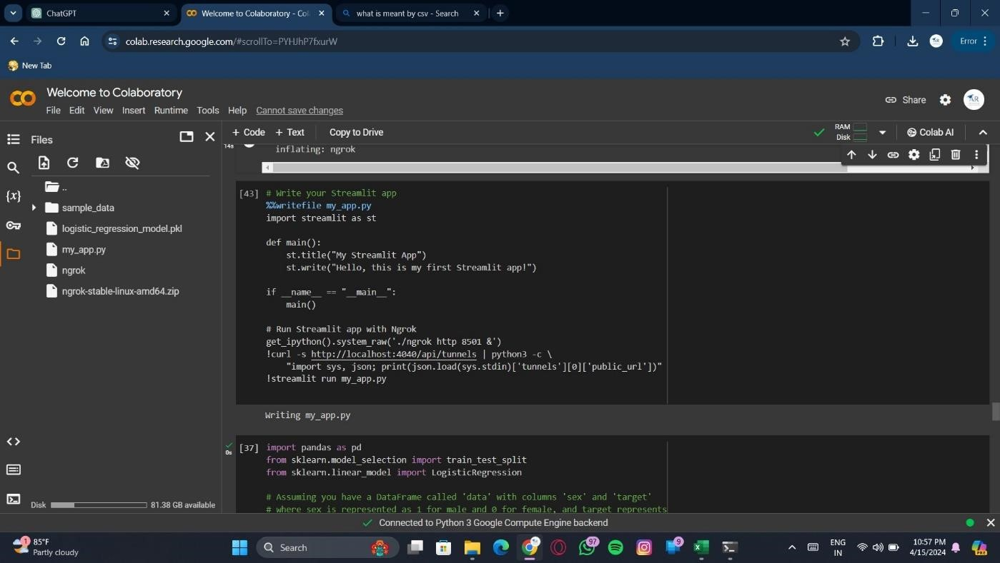 ChatGPT
Welcome to Colaboratory - Col
what is meant by csv - Search
colab.research.google.com/#scrollTo=PYHJhP7fxurW
Error
New Tab
Welcome to Colaboratory
File Edit View Insert Runtime Tools Help Cannot save changes
Share
Files
+ Code + Text Copy to Drive
RAM
Disk
Colab AI
..
sample_data
logistic_regression_model.pkl
my_app.py
ngrok
ngrok-stable-linux-amd64.zip
Disk 81.38 GB available
14s
inflating: ngrok
[43] # Write your Streamlit app
%%writefile my_app.py
import streamlit as st
def main():
st.title("My Streamlit App")
st.write("Hello, this is my first Streamlit app!")
if __name__ == "__main__":
main()
# Run Streamlit app with Ngrok
get_ipython().system_raw('./ngrok http 8501 &')
!curl -s http://localhost:4040/api/tunnels | python3 -c \
"import sys, json; print(json.load(sys.stdin)['tunnels'][0]['public_url'])"
!streamlit run my_app.py
Writing my_app.py
0s
[37] import pandas as pd
from sklearn.model_selection import train_test_split
from sklearn.linear_model import LogisticRegression
# Assuming you have a DataFrame called 'data' with columns 'sex' and 'target'
# where sex is represented as 1 for male and 0 for female, and target represents
Connected to Python 3 Google Compute Engine backend
1
85°F
Partly cloudy
Search
97
9
ENG
IN
10:57 PM
4/15/2024
PRE